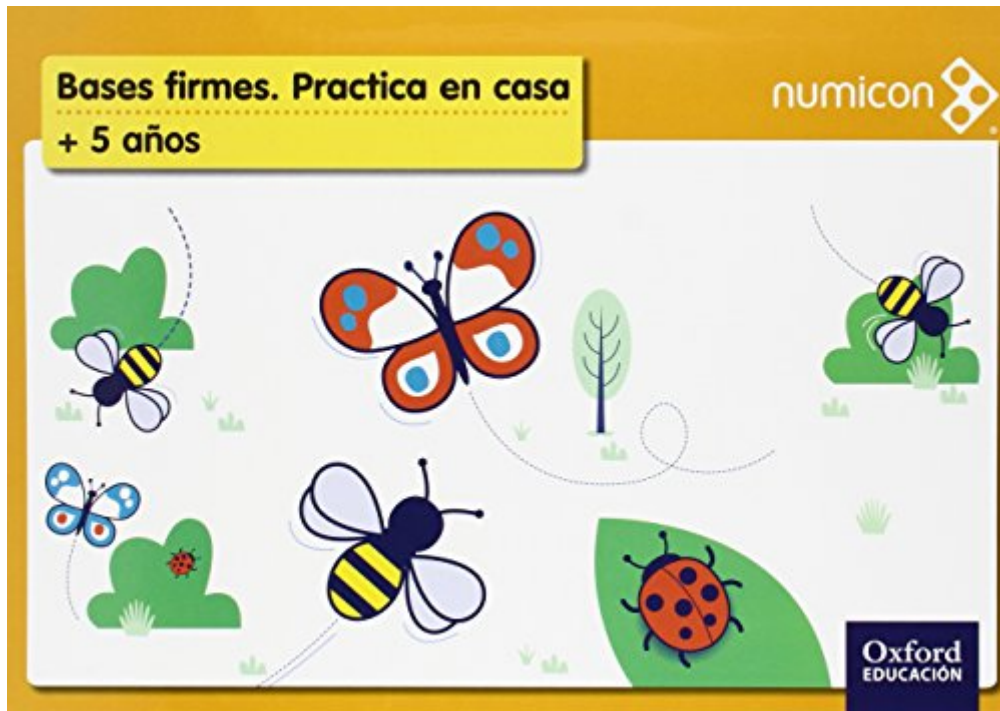 Bases firmes. Practica en casa
+ 5 años
numicon
®
Oxford
EDUCACIÓN